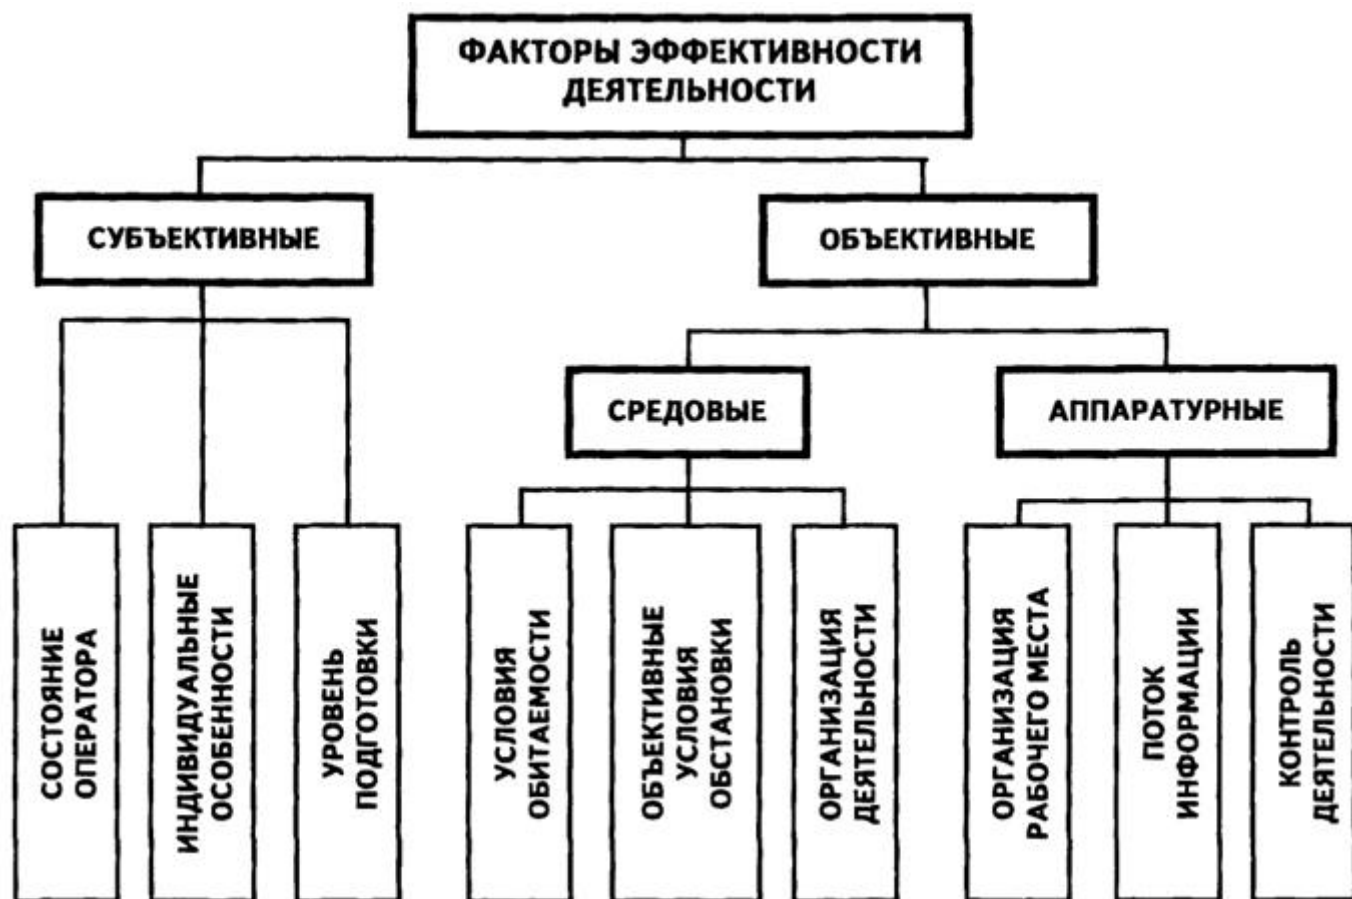 ФАКТОРЫ ЭФФЕКТИВНОСТИ
ДЕЯТЕЛЬНОСТИ
СУБЪЕКТИВНЫЕ
ОБЪЕКТИВНЫЕ
СРЕДОВЫЕ
АППАРАТУРНЫЕ
СОСТОЯНИЕ
ОПЕРАТОРА
ИНДИВИДУАЛЬНЫЕ
ОСОБЕННОСТИ
УРОВЕНЬ
ПОДГОТОВКИ
УСЛОВИЯ
ОБИТАЕМОСТИ
ОБЪЕКТИВНЫЕ
УСЛОВИЯ
ОБСТАНОВКИ
ОРГАНИЗАЦИЯ
ДЕЯТЕЛЬНОСТИ
ОРГАНИЗАЦИЯ
РАБОЧЕГО МЕСТА
ПОТОК
ИНФОРМАЦИИ
КОНТРОЛЬ
ДЕЯТЕЛЬНОСТИ